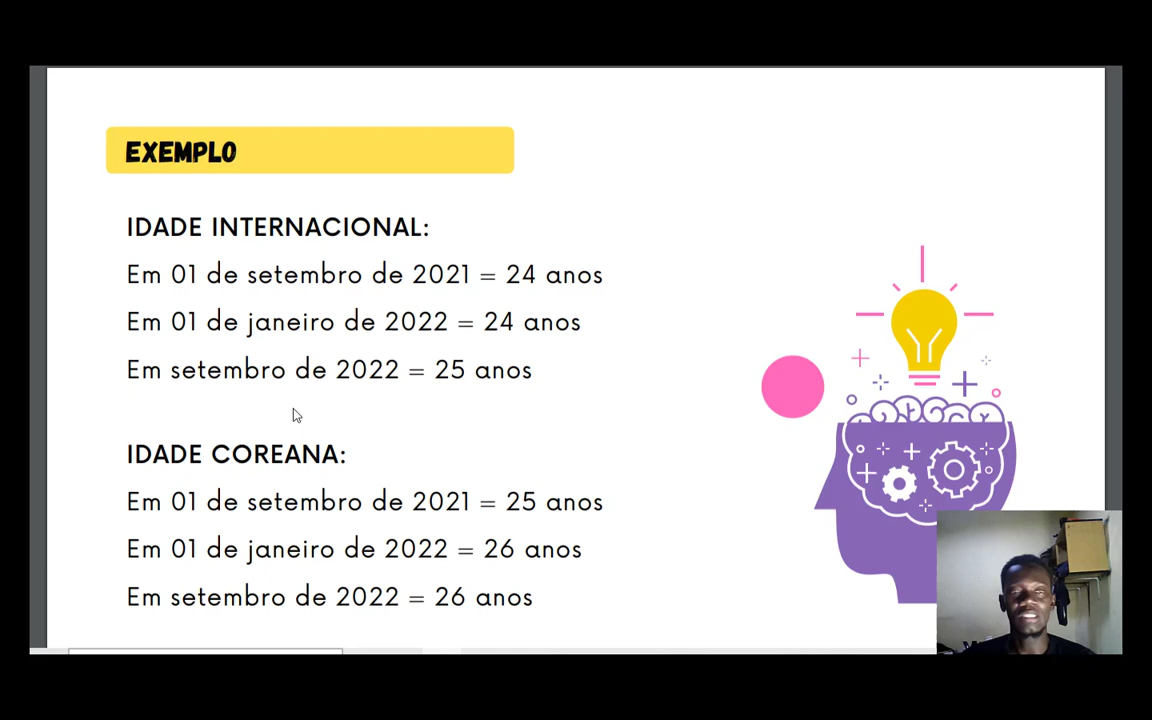 EXEMPLO
IDADE INTERNACIONAL:
Em 01 de setembro de 2021 = 24 anos
Em 01 de janeiro de 2022 = 24 anos
Em setembro de 2022 = 25 anos
IDADE COREANA:
Em 01 de setembro de 2021 = 25 anos
Em 01 de janeiro de 2022 = 26 anos
Em setembro de 2022 = 26 anos